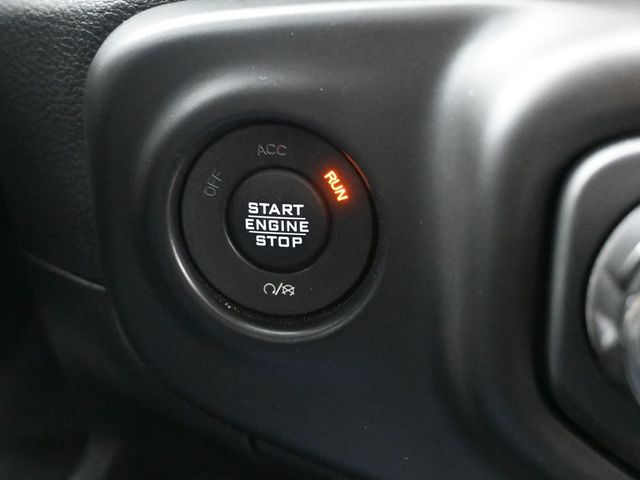 ACC
OFF
RUN
START
ENGINE
STOP